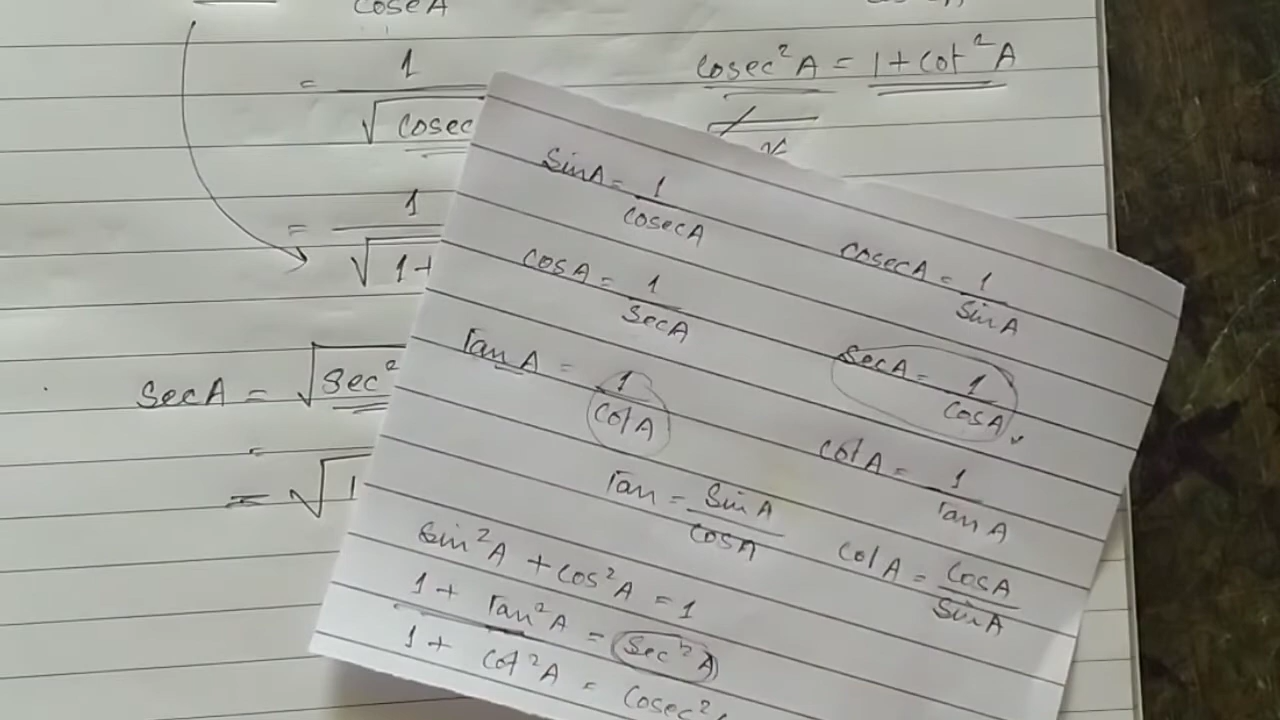 cosecA
= 1
√cosec
cosec²A = 1 + cot²A
= 1
√1+
secA = √sec²
= √1
sinA = 1/cosecA
cosecA = 1/sinA
cosA = 1/secA
secA = 1/cosA
TanA = 1/cotA
cotA = 1/TanA
Tan = sinA/cosA
cotA = cosA/sinA
sin²A + cos²A = 1
1 + Tan²A = sec²A
1 + cot²A = cosec²